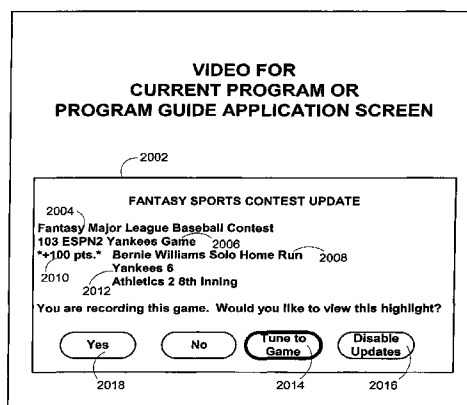 VIDEO FOR
CURRENT PROGRAM OR
PROGRAM GUIDE APPLICATION SCREEN
2002
FANTASY SPORTS CONTEST UPDATE
2004
Fantasy Major League Baseball Contest
103 ESPN2 Yankees Game 2006
*+100 pts.* Bernie Williams Solo Home Run 2008
2010 Yankees 6
2012 Athletics 2 8th Inning
You are recording this game. Would you like to view this highlight?
Yes No Tune to Game Disable Updates
2018 2014 2016